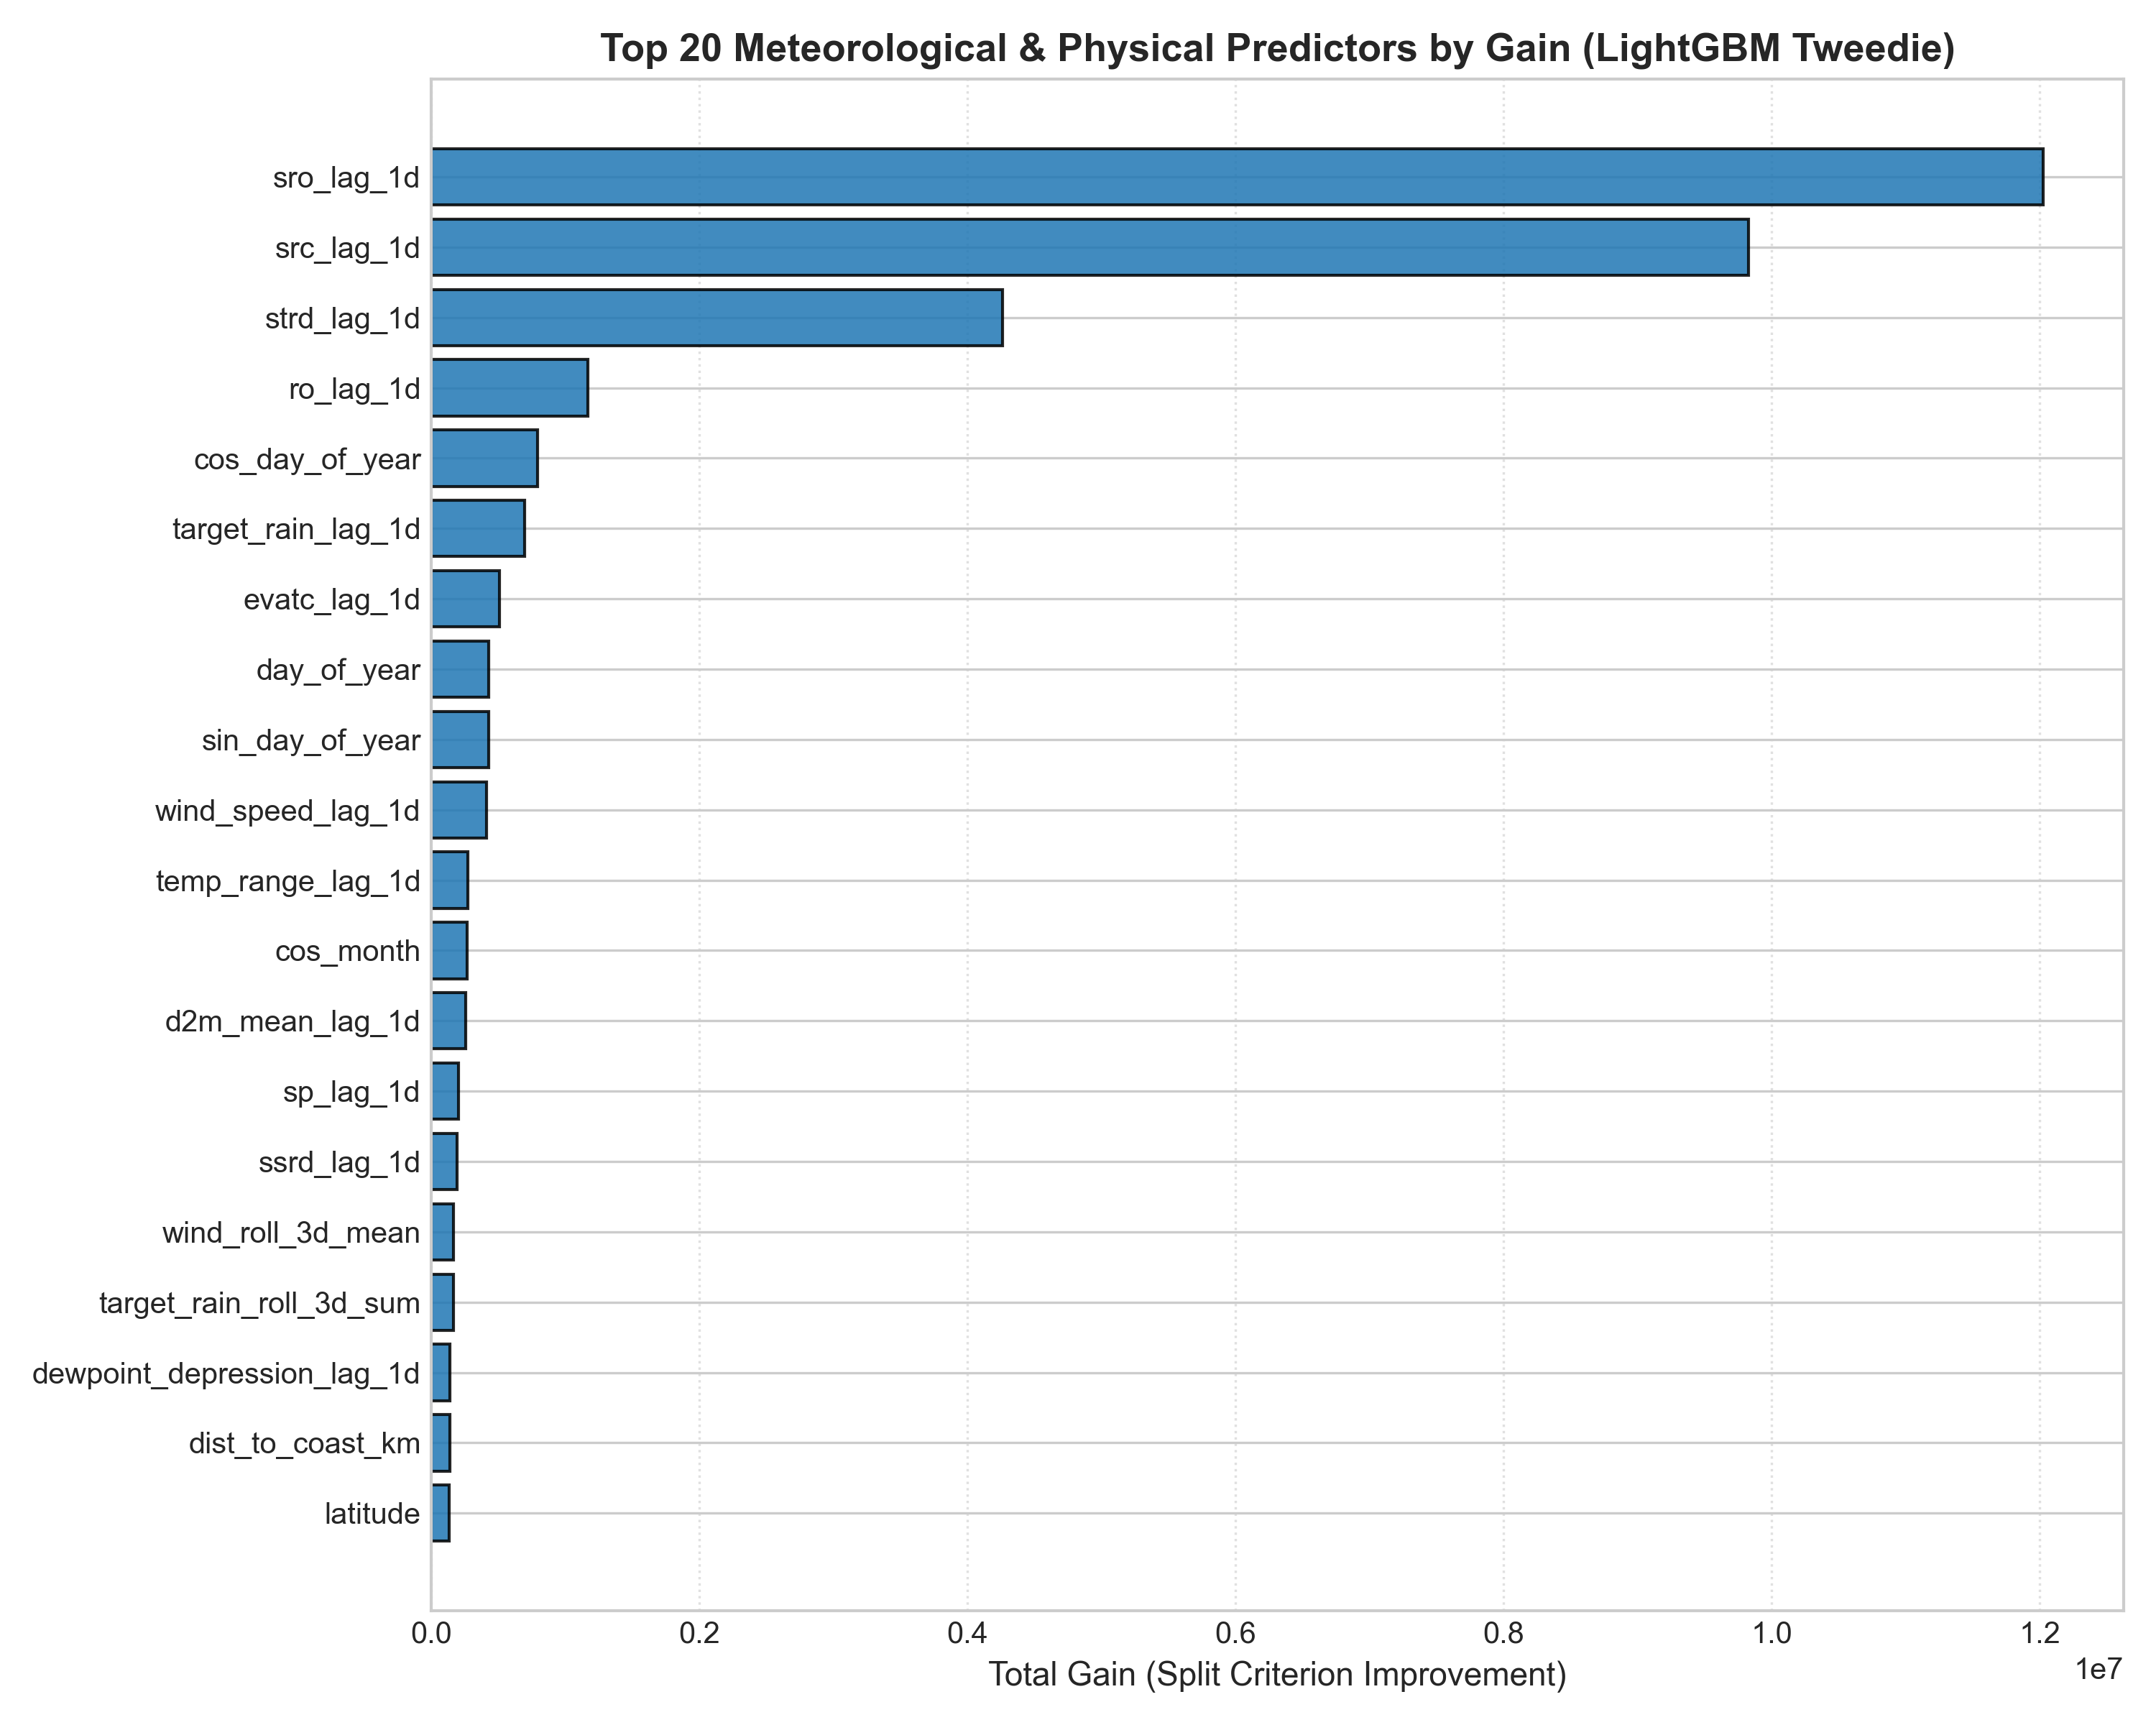 Top 20 Meteorological & Physical Predictors by Gain (LightGBM Tweedie)
sro_lag_1d
src_lag_1d
strd_lag_1d
ro_lag_1d
cos_day_of_year
target_rain_lag_1d
evatc_lag_1d
day_of_year
sin_day_of_year
wind_speed_lag_1d
temp_range_lag_1d
cos_month
d2m_mean_lag_1d
sp_lag_1d
ssrd_lag_1d
wind_roll_3d_mean
target_rain_roll_3d_sum
dewpoint_depression_lag_1d
dist_to_coast_km
latitude
0.0 0.2 0.4 0.6 0.8 1.0 1.2
1e7
Total Gain (Split Criterion Improvement)